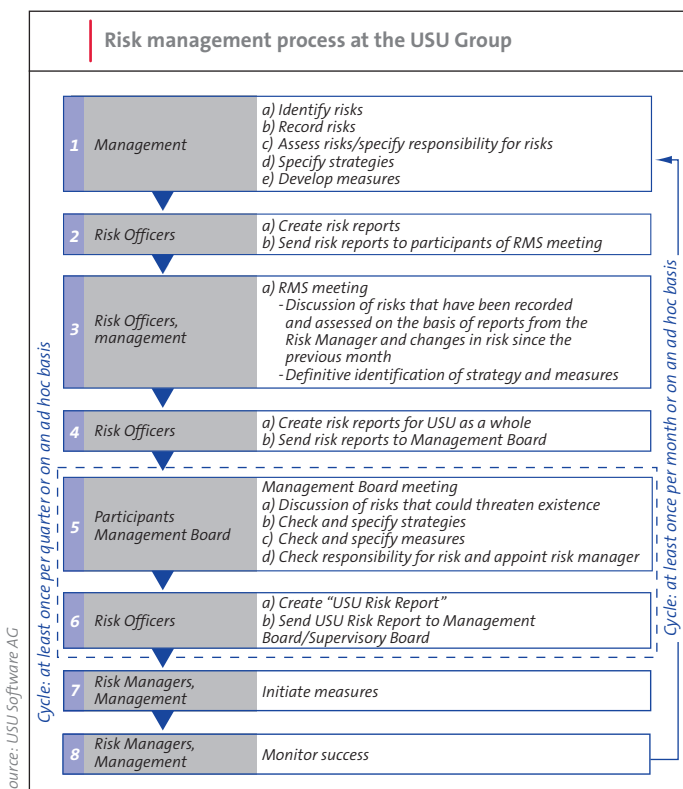 Risk management process at the USU Group
1
Management
a) Identify risks
b) Record risks
c) Assess risks/specify responsibility for risks
d) Specify strategies
e) Develop measures
2
Risk Officers
a) Create risk reports
b) Send risk reports to participants of RMS meeting
3
Risk Officers,
management
a) RMS meeting
- Discussion of risks that have been recorded
and assessed on the basis of reports from the
Risk Manager and changes in risk since the
previous month
- Definitive identification of strategy and measures
4
Risk Officers
a) Create risk reports for USU as a whole
b) Send risk reports to Management Board
5
Participants
Management Board
Management Board meeting
a) Discussion of risks that could threaten existence
b) Check and specify strategies
c) Check and specify measures
d) Check responsibility for risk and appoint risk manager
6
Risk Officers
a) Create “USU Risk Report”
b) Send USU Risk Report to Management
Board/Supervisory Board
7
Risk Managers,
Management
Initiate measures
8
Risk Managers,
Management
Monitor success
Cycle: at least once per quarter or on an ad hoc basis
Cycle: at least once per month or on an ad hoc basis
ource: USU Software AG